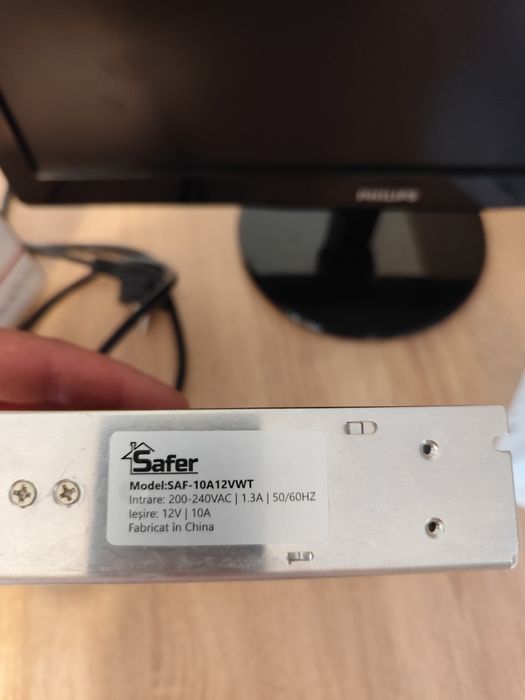 PHILIPS
Safer
Model:SAF-10A12VWT
Intrare: 200-240VAC | 1.3A | 50/60HZ
Ieșire: 12V | 10A
Fabricat în China